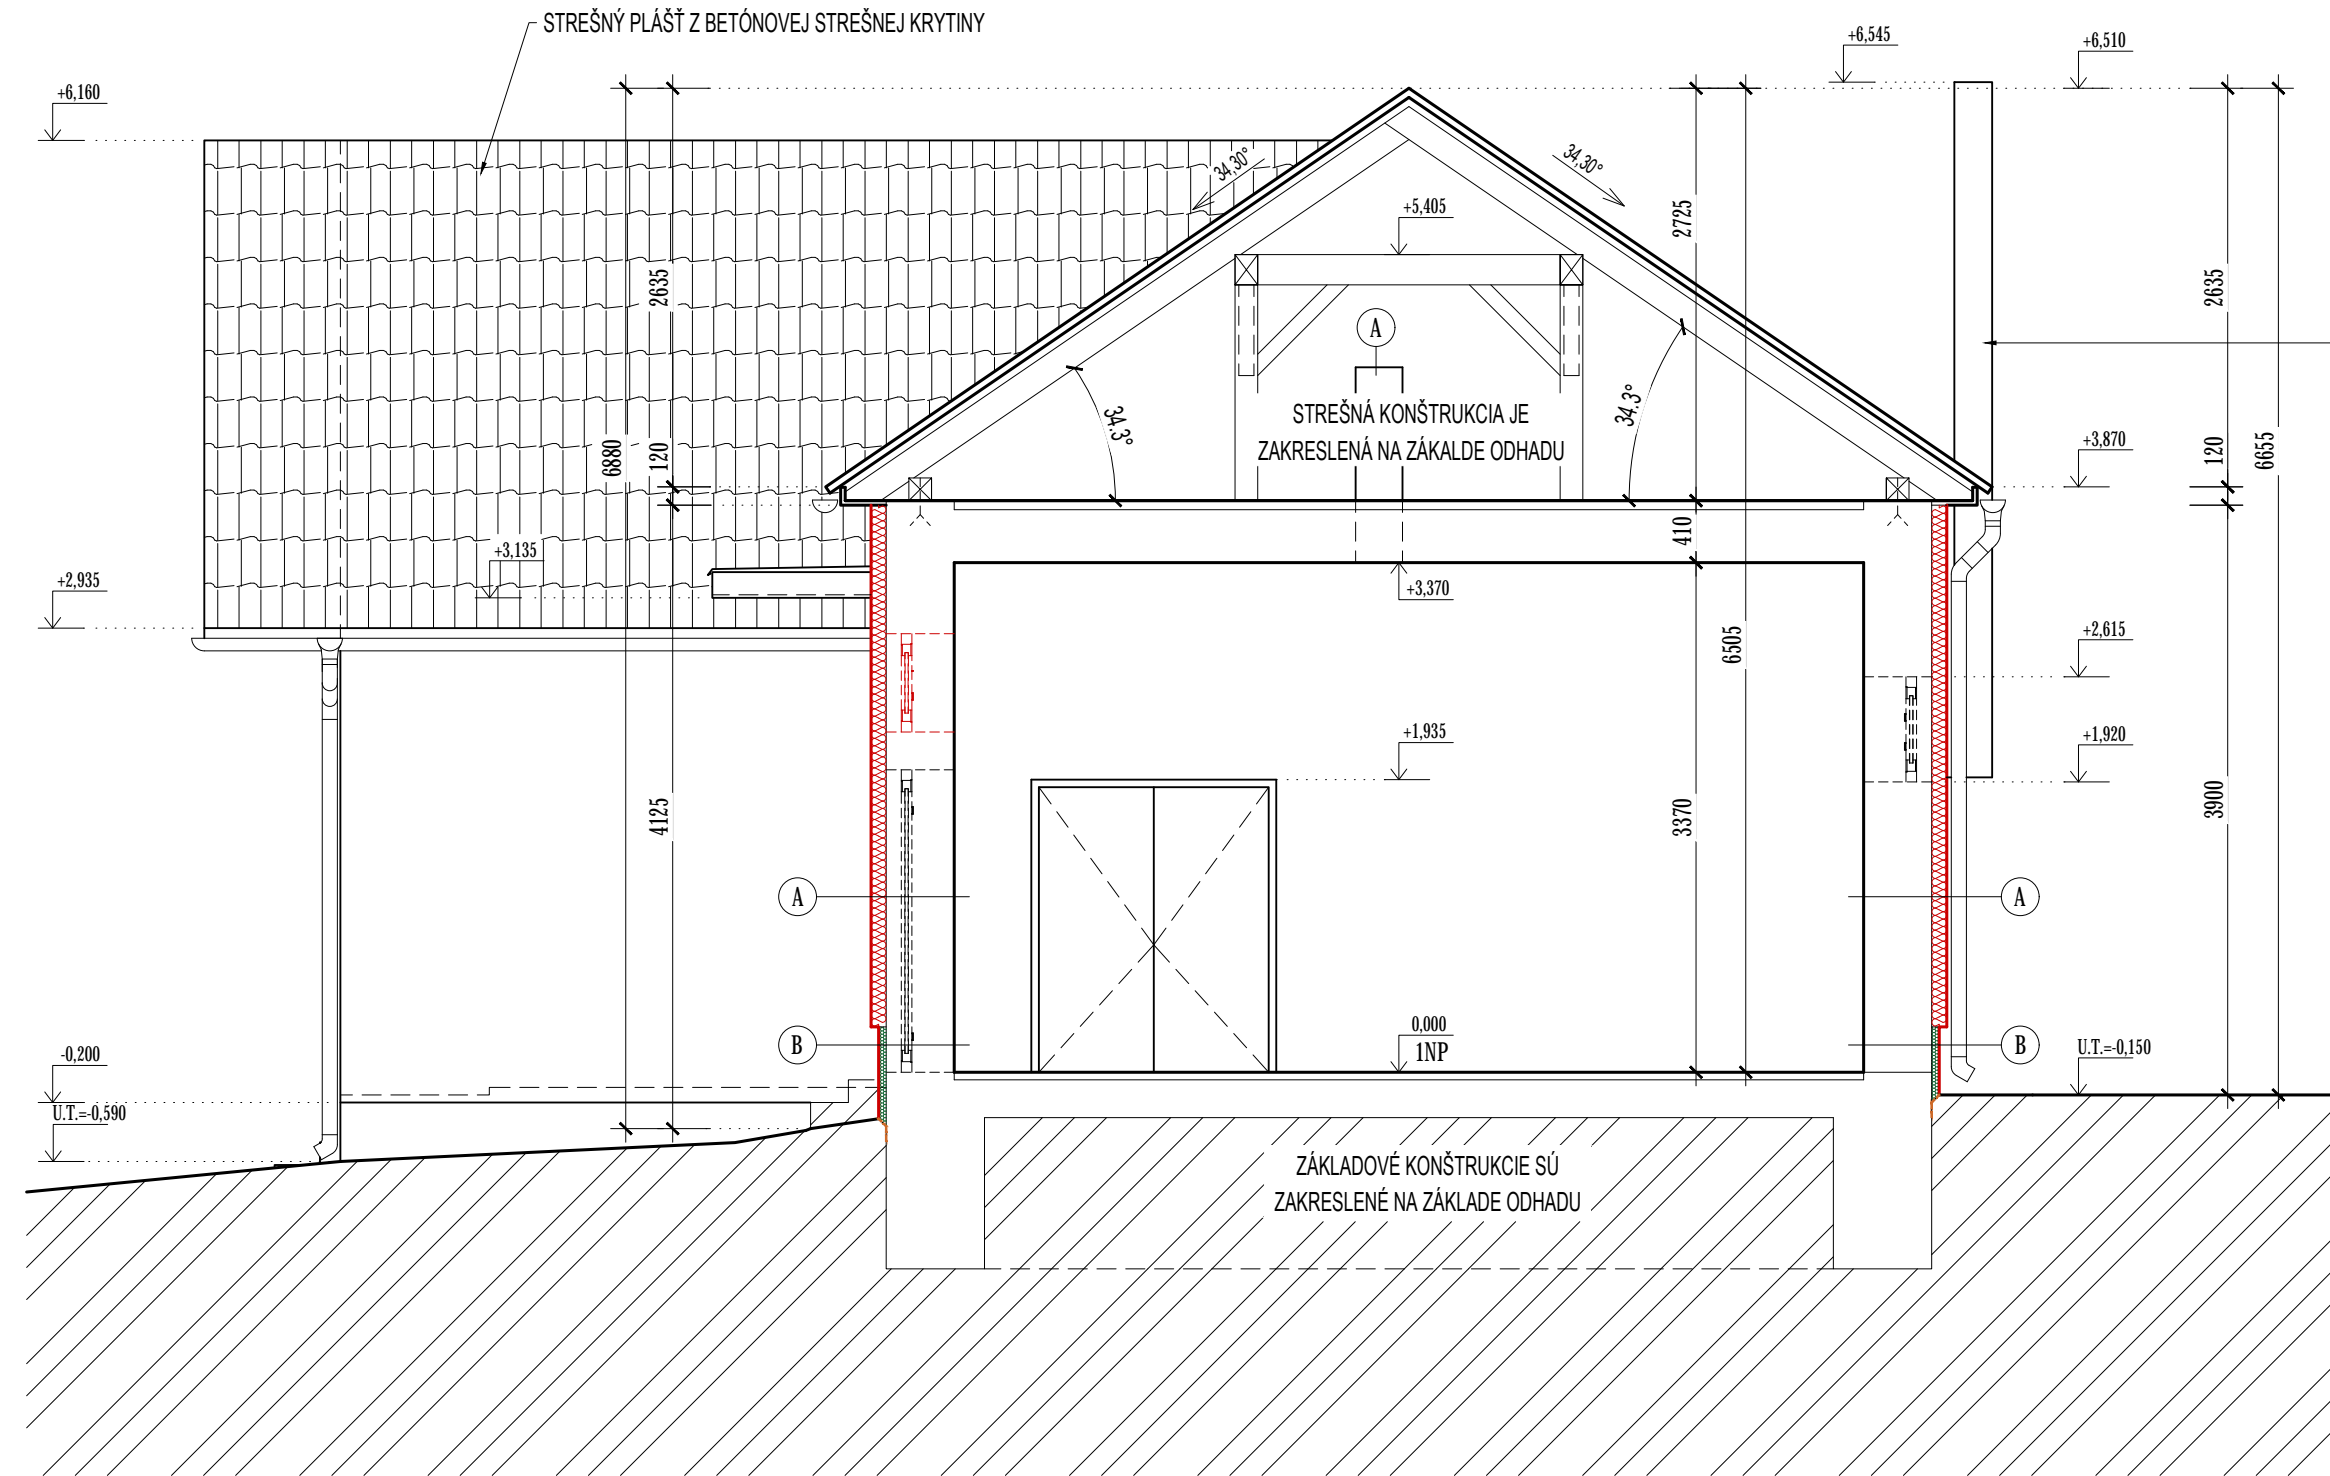 STREŠNÝ PLÁŠŤ Z BETÓNOVEJ STREŠNEJ KRYTINY
+6,545
+6,510
+6,160
34,30°
34,30°
+5,405
2725
2635
2635
A
34.3°
34.3°
STREŠNÁ KONŠTRUKCIA JE
ZAKRESLENÁ NA ZÁKALDE ODHADU
+3,870
6880
120
120
6655
410
+3,135
+2,935
+3,370
6505
+2,615
+1,935
+1,920
4125
3370
3900
A
A
0,000
1NP
B
B
-0,200
U.T.=-0,150
U.T.=-0,590
ZÁKLADOVÉ KONŠTRUKCIE SÚ
ZAKRESLENÉ NA ZÁKLADE ODHADU